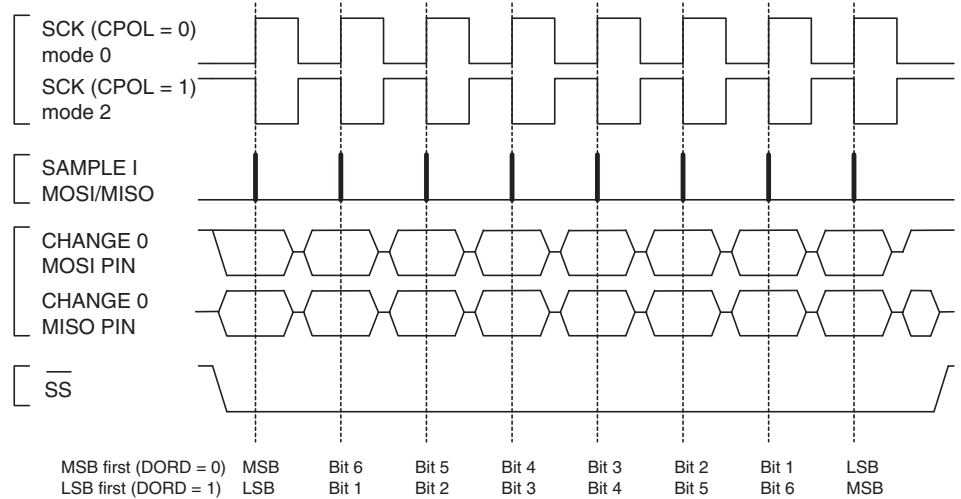 SCK (CPOL = 0)
mode 0
SCK (CPOL = 1)
mode 2
SAMPLE I
MOSI/MISO
CHANGE 0
MOSI PIN
CHANGE 0
MISO PIN
SS
MSB first (DORD = 0) MSB Bit 6 Bit 5 Bit 4 Bit 3 Bit 2 Bit 1 LSB
LSB first (DORD = 1) LSB Bit 1 Bit 2 Bit 3 Bit 4 Bit 5 Bit 6 MSB